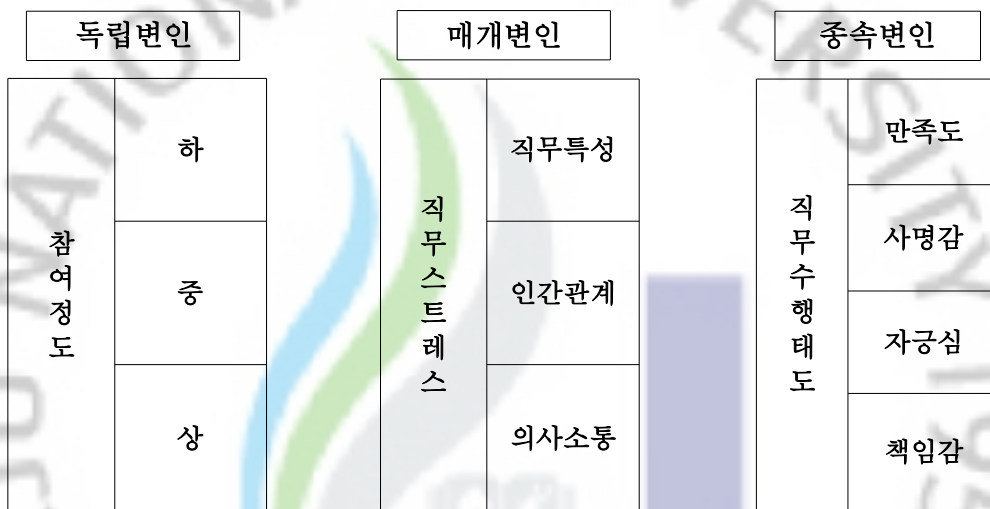 독립변인
매개변인
종속변인
참여정도
하
중
상
직무스트레스
직무특성
인간관계
의사소통
직무수행태도
만족도
사명감
자긍심
책임감